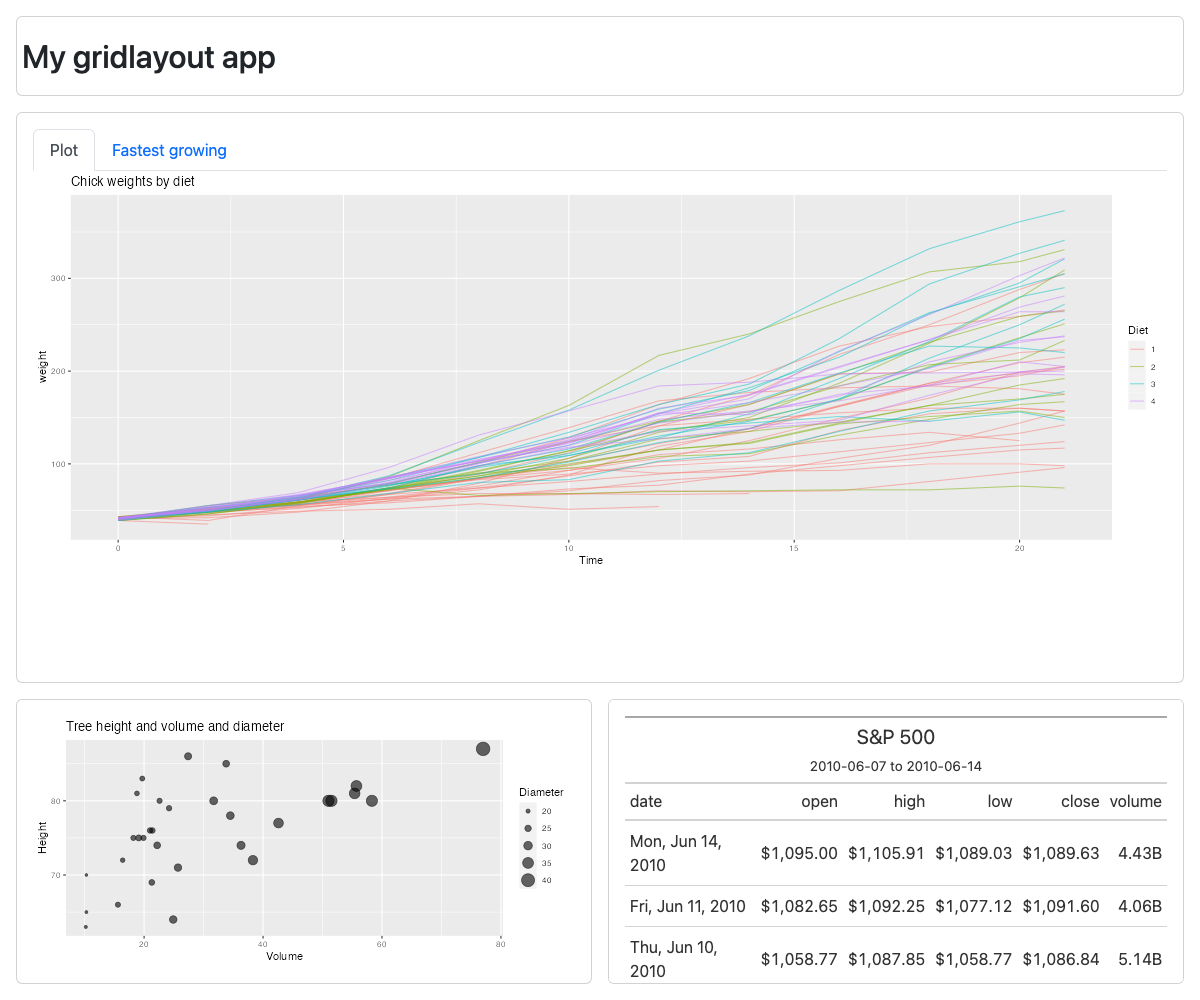 My gridlayout app
Plot Fastest growing
Chick weights by diet
300
200
100
weight
0 5 10 15 20
Time
Diet
1
2
3
4
Tree height and volume and diameter
80
70
Height
20 40 60 80
Volume
Diameter
20
25
30
35
40
S&P 500
2010-06-07 to 2010-06-14
date open high low close volume
Mon, Jun 14,
2010 $1,095.00 $1,105.91 $1,089.03 $1,089.63 4.43B
Fri, Jun 11, 2010 $1,082.65 $1,092.25 $1,077.12 $1,091.60 4.06B
Thu, Jun 10,
2010 $1,058.77 $1,087.85 $1,058.77 $1,086.84 5.14B